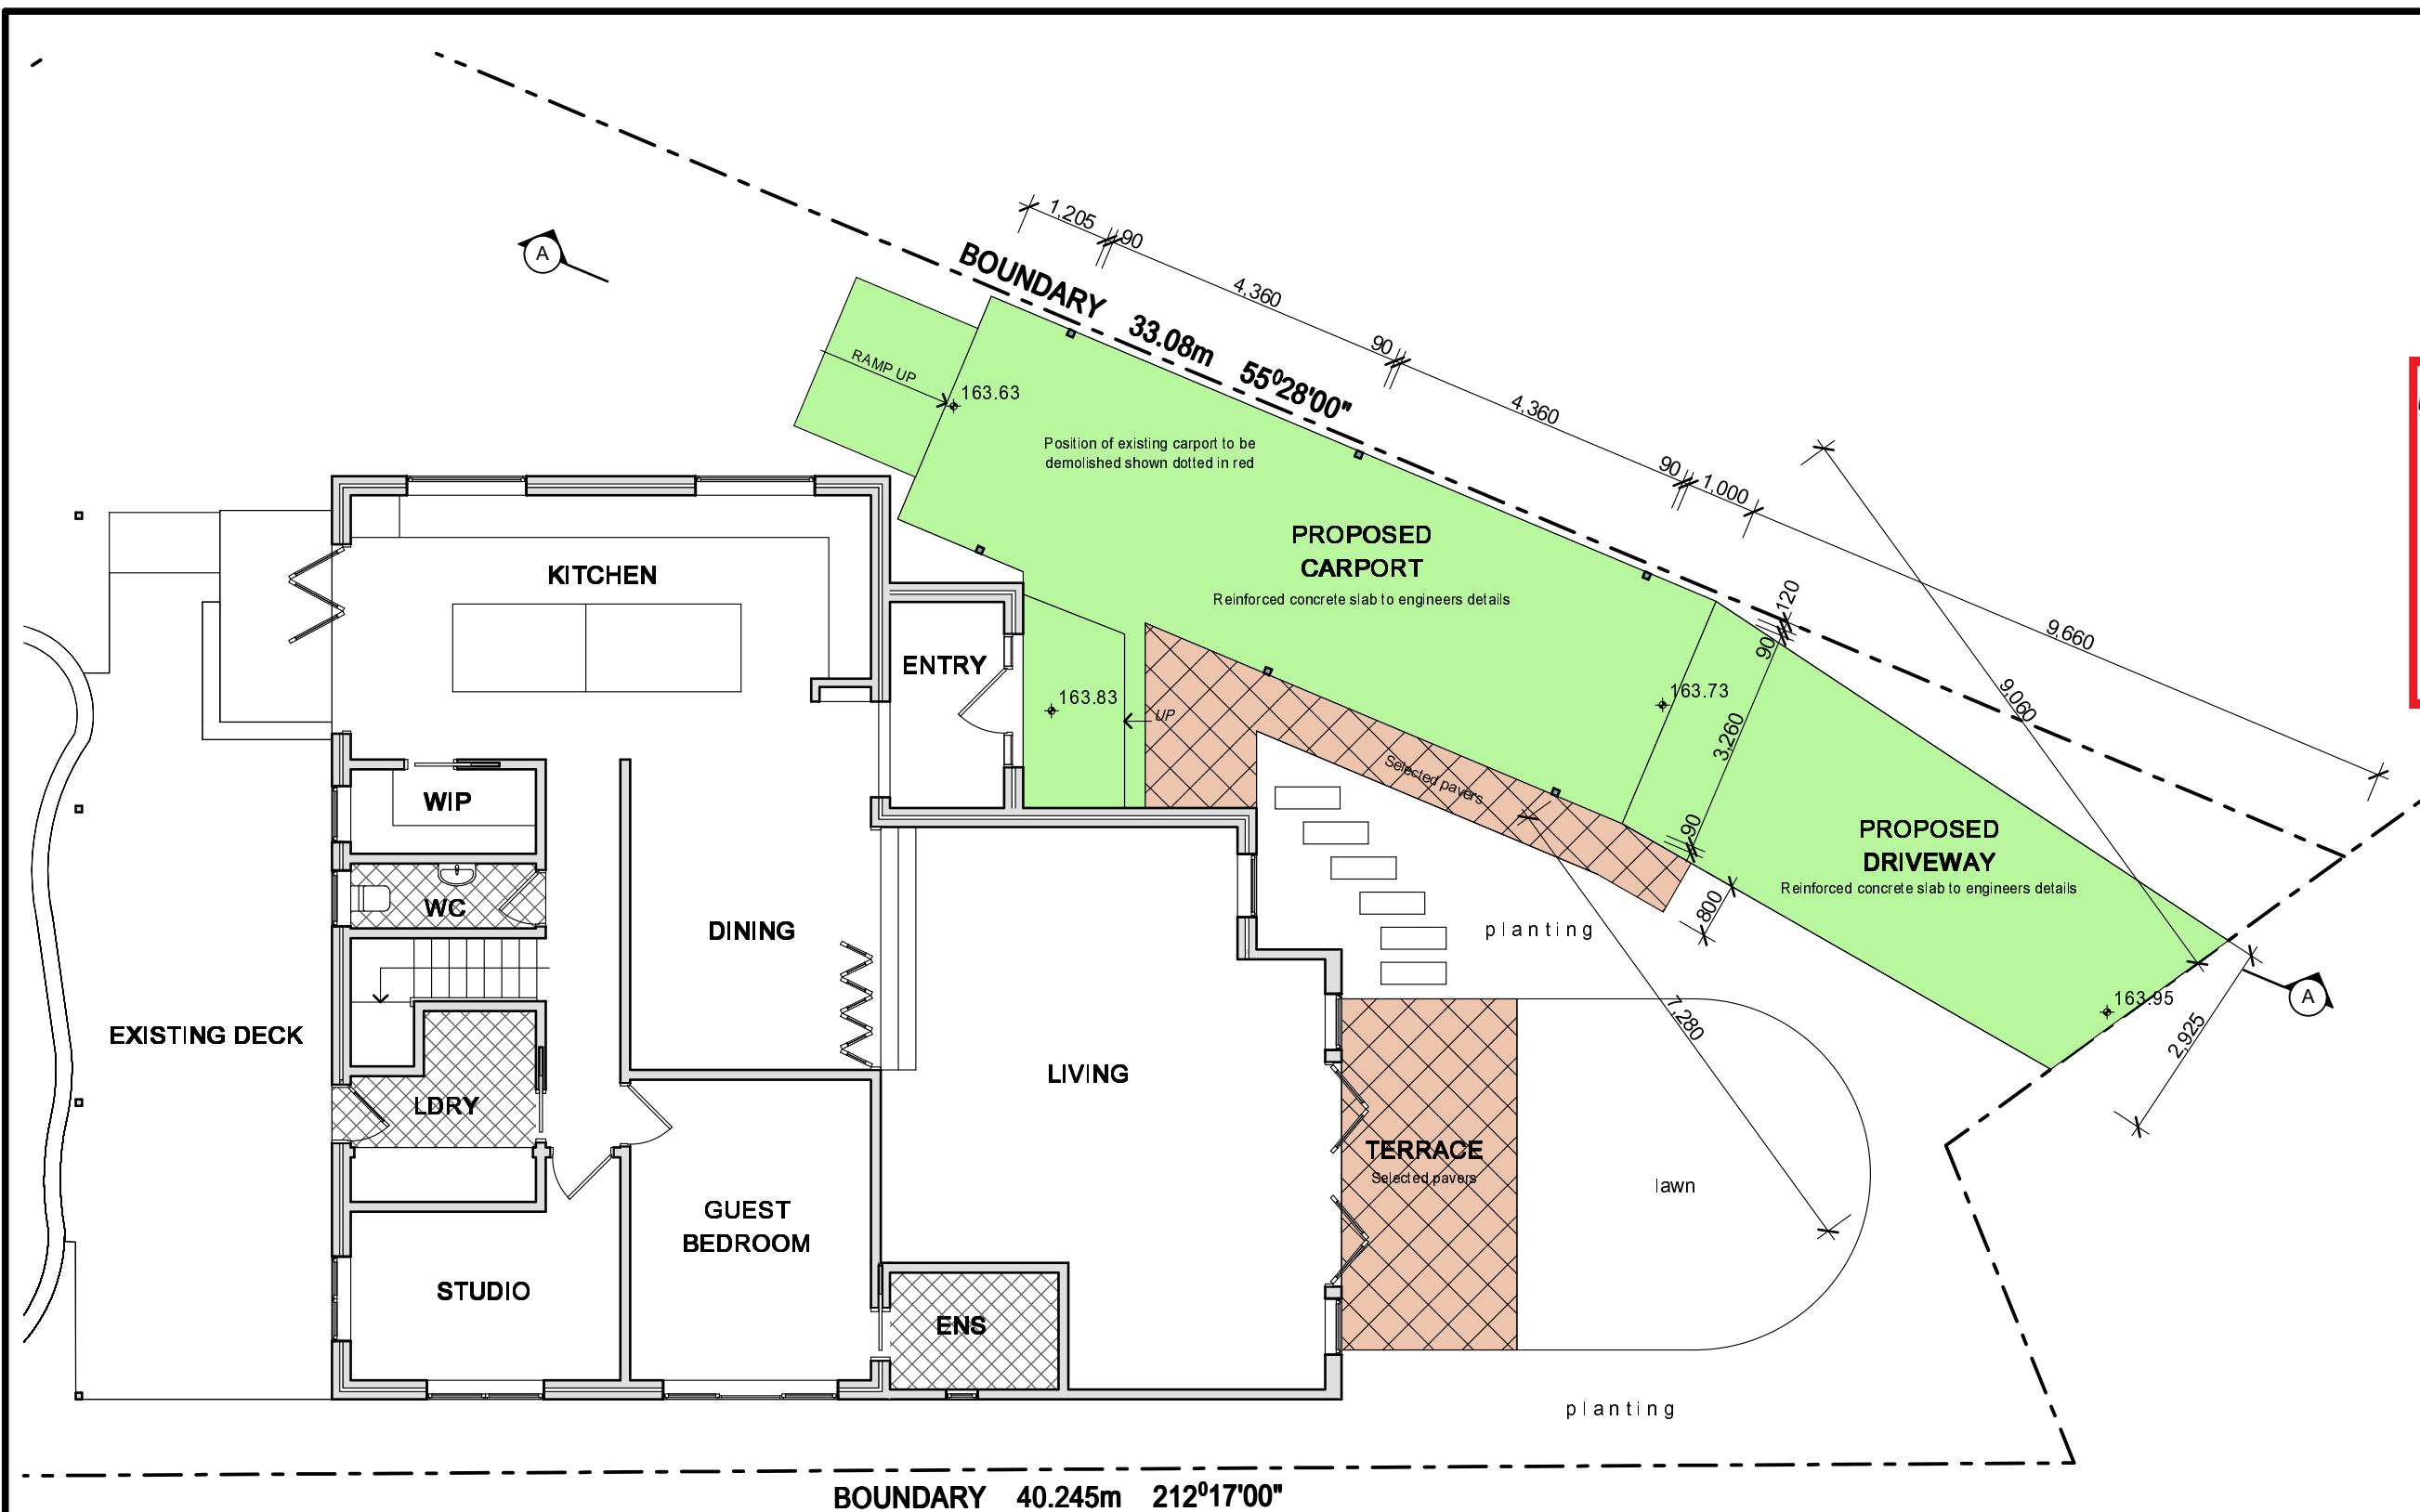 1,205
90
4,360
90
4,360
90
1,000
9,660
A
BOUNDARY 33.08m 55⁰28'00"
RAMP UP
163.63
Position of existing carport to be
demolished shown dotted in red
PROPOSED
CARPORT
Reinforced concrete slab to engineers details
KITCHEN
ENTRY
163.83
UP
163.73
120
90
3,260
90
800
9,060
Selected pavers
WIP
WC
DINING
PROPOSED
DRIVEWAY
Reinforced concrete slab to engineers details
planting
163.95
A
2,925
7,280
EXISTING DECK
LDRY
LIVING
TERRACE
Selected pavers
lawn
GUEST
BEDROOM
STUDIO
ENS
planting
BOUNDARY 40.245m 212⁰17'00"